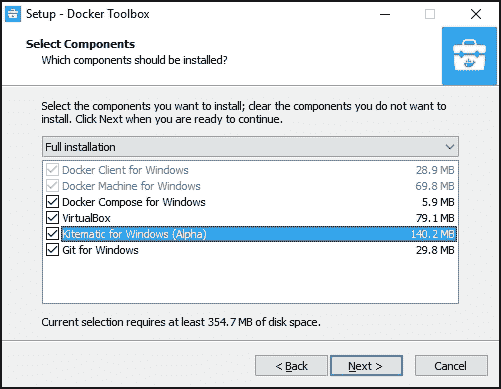 Setup - Docker Toolbox
Select Components
Which components should be installed?
Select the components you want to install; clear the components you do not want to
install. Click Next when you are ready to continue.
Full installation
Docker Client for Windows 28.9 MB
Docker Machine for Windows 69.8 MB
Docker Compose for Windows 5.9 MB
VirtualBox 79.1 MB
Kitematic for Windows (Alpha) 140.2 MB
Git for Windows 29.8 MB
Current selection requires at least 354.7 MB of disk space.
< Back Next > Cancel